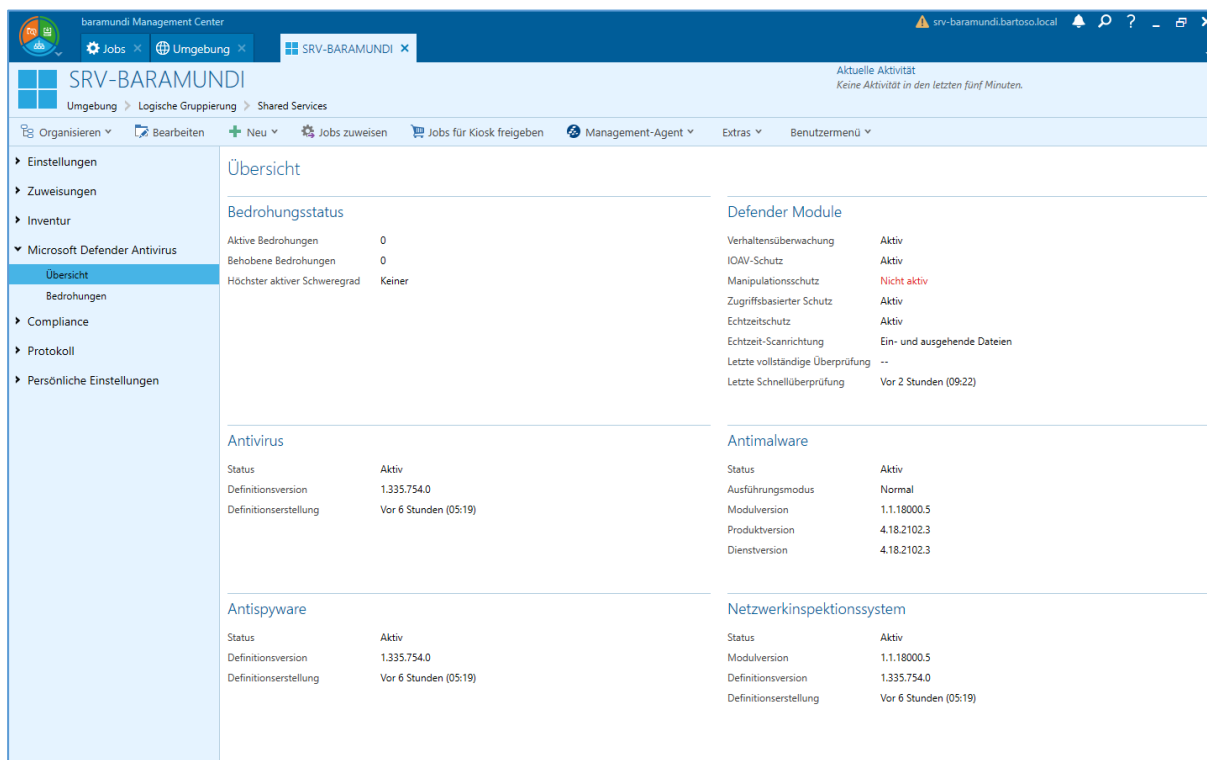 baramundi Management Center
srv-baramundi.bartoso.local
Jobs
Umgebung
SRV-BARAMUNDI
SRV-BARAMUNDI
Umgebung > Logische Gruppierung > Shared Services
Aktuelle Aktivität
Keine Aktivität in den letzten fünf Minuten.
Organisieren Bearbeiten Neu Jobs zuweisen Jobs für Kiosk freigeben Management-Agent Extras Benutzermenü
Einstellungen
Zuweisungen
Inventur
Microsoft Defender Antivirus
Übersicht
Bedrohungen
Compliance
Protokoll
Persönliche Einstellungen
Übersicht
Bedrohungsstatus
Aktive Bedrohungen 0
Behobene Bedrohungen 0
Höchster aktiver Schweregrad Keiner
Defender Module
Verhaltensüberwachung Aktiv
IOAV-Schutz Aktiv
Manipulationsschutz Nicht aktiv
Zugriffsbasierter Schutz Aktiv
Echtzeitschutz Aktiv
Echtzeit-Scanrichtung Ein- und ausgehende Dateien
Letzte vollständige Überprüfung --
Letzte Schnellüberprüfung Vor 2 Stunden (09:22)
Antivirus
Status Aktiv
Definitionsversion 1.335.754.0
Definitionserstellung Vor 6 Stunden (05:19)
Antimalware
Status Aktiv
Ausführungsmodus Normal
Modulversion 1.1.18000.5
Produktversion 4.18.2102.3
Dienstversion 4.18.2102.3
Antispyware
Status Aktiv
Definitionsversion 1.335.754.0
Definitionserstellung Vor 6 Stunden (05:19)
Netzwerkinspektionssystem
Status Aktiv
Modulversion 1.1.18000.5
Definitionsversion 1.335.754.0
Definitionserstellung Vor 6 Stunden (05:19)